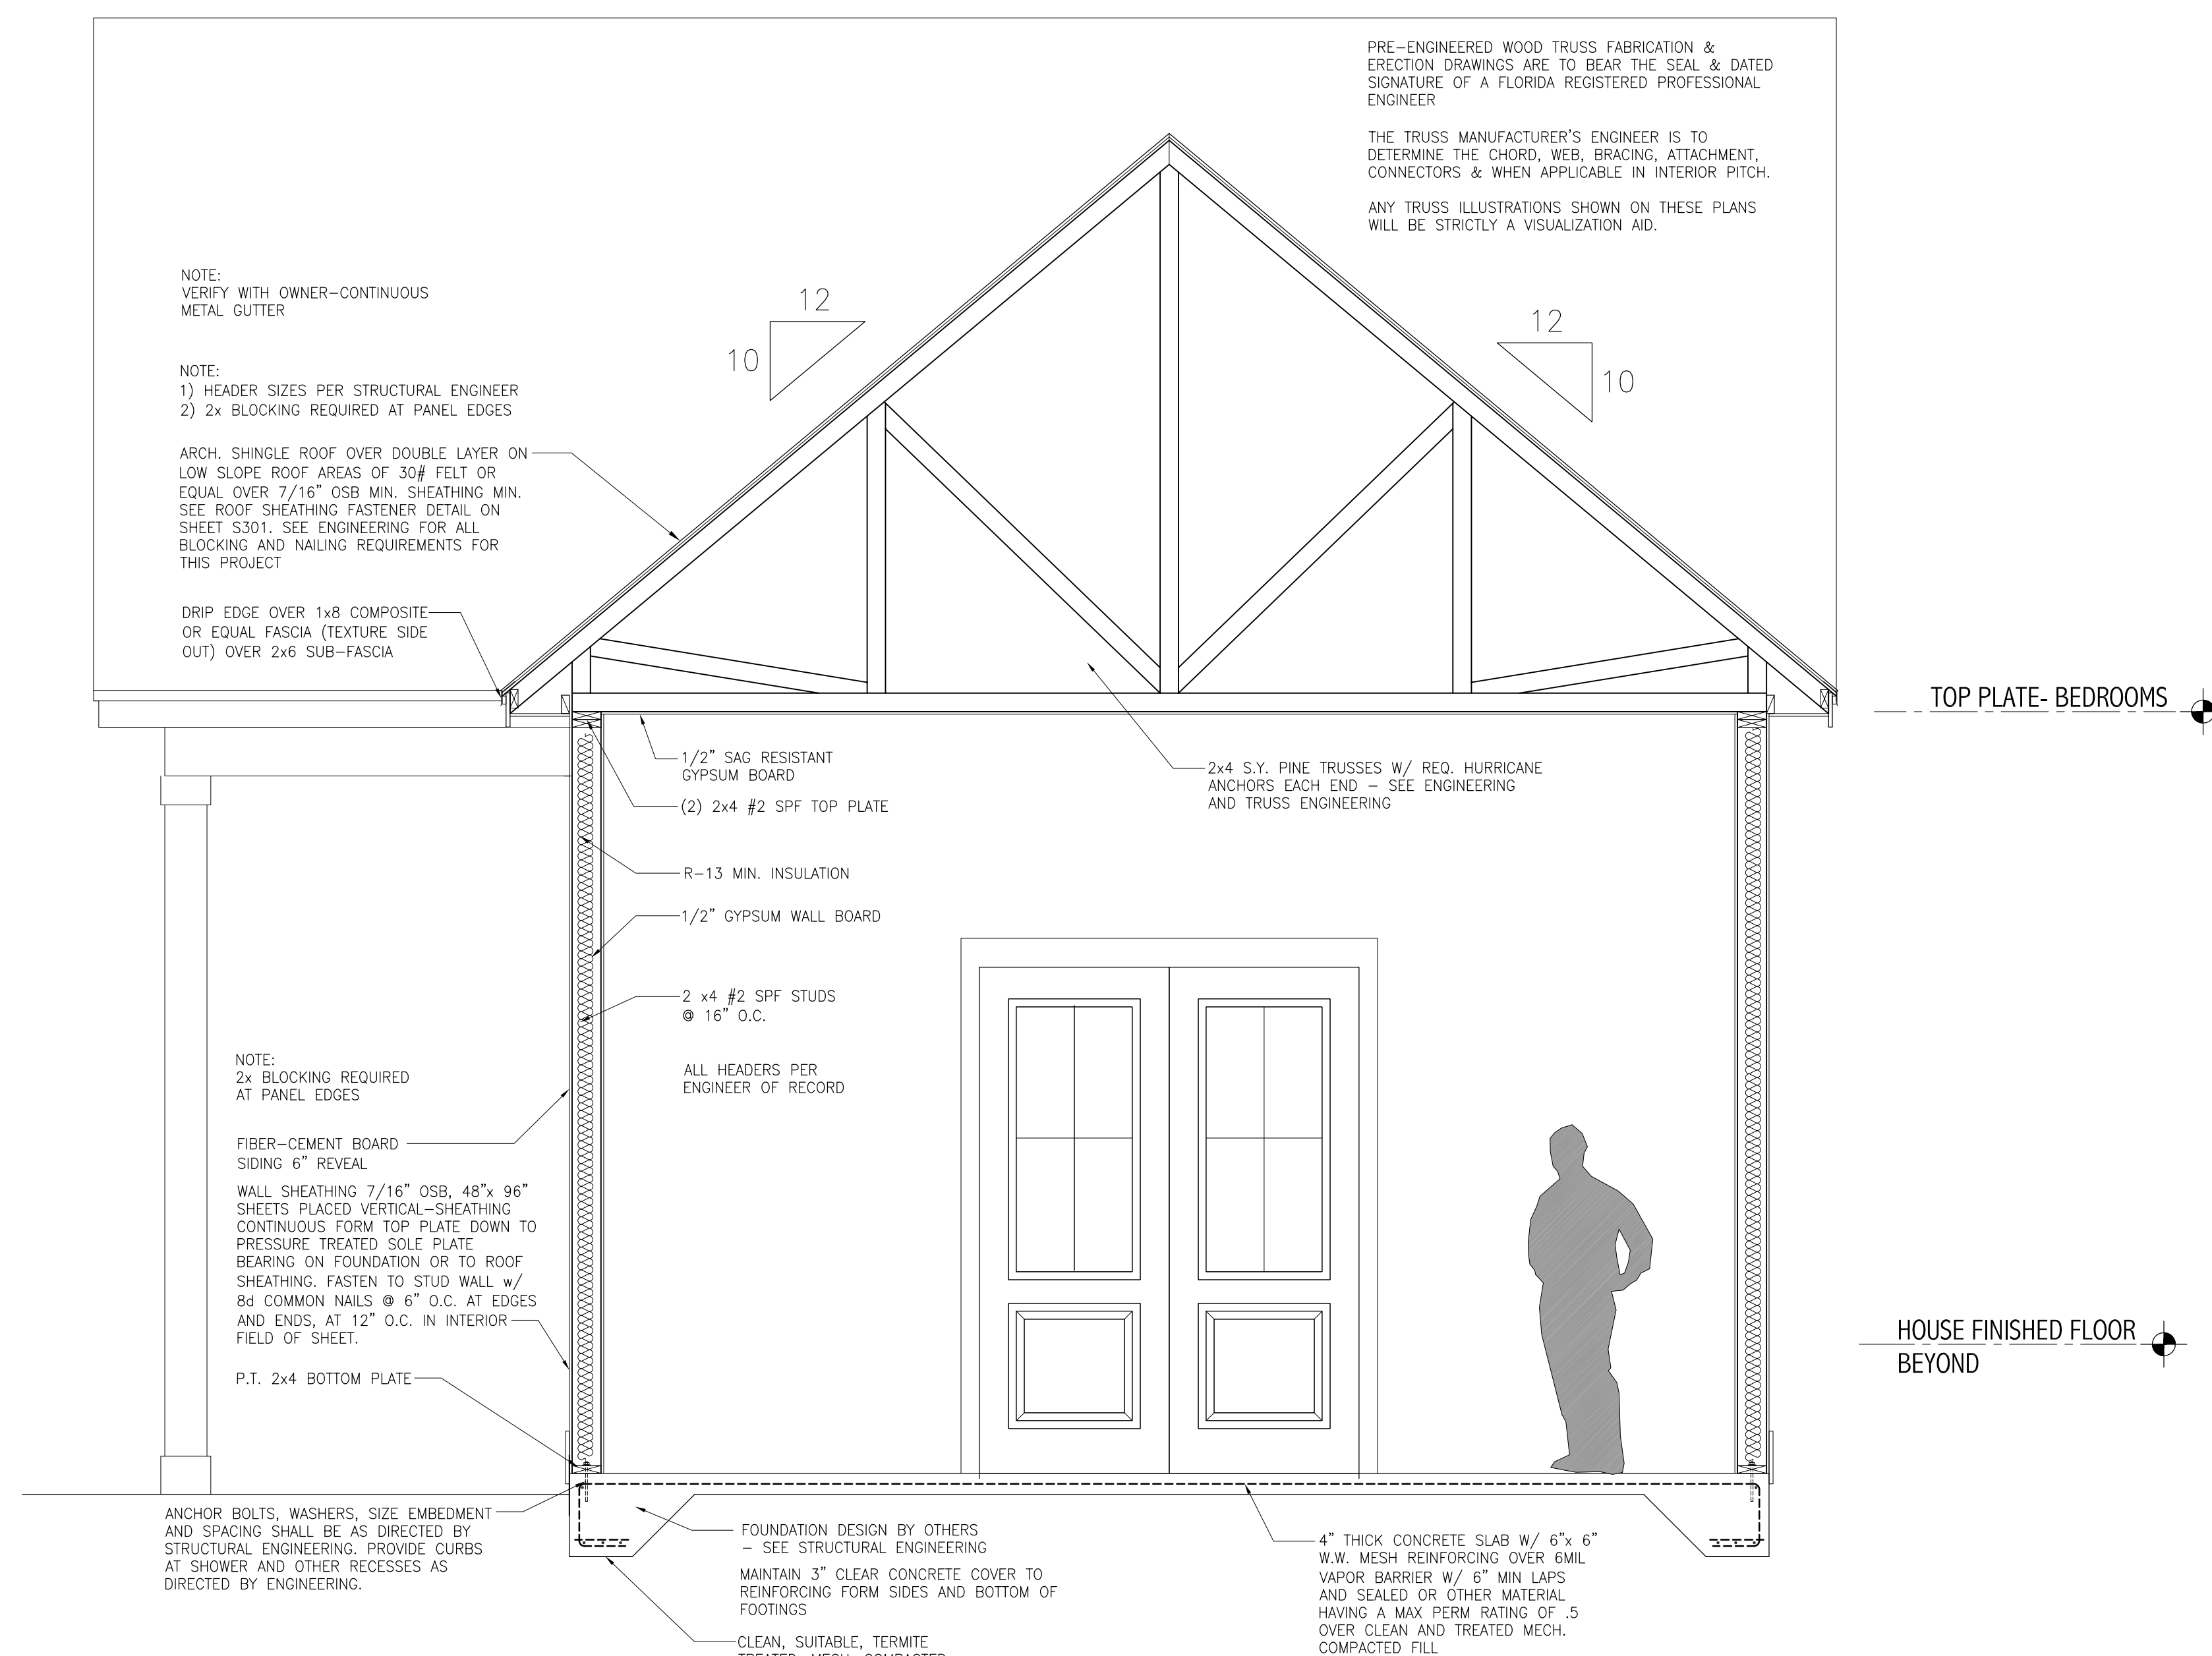 PRE-ENGINEERED WOOD TRUSS FABRICATION &
ERECTION DRAWINGS ARE TO BEAR THE SEAL & DATED
SIGNATURE OF A FLORIDA REGISTERED PROFESSIONAL
ENGINEER
THE TRUSS MANUFACTURER'S ENGINEER IS TO
DETERMINE THE CHORD, WEB, BRACING, ATTACHMENT,
CONNECTORS & WHEN APPLICABLE IN INTERIOR PITCH.
ANY TRUSS ILLUSTRATIONS SHOWN ON THESE PLANS
WILL BE STRICTLY A VISUALIZATION AID.
NOTE:
VERIFY WITH OWNER-CONTINUOUS
METAL GUTTER
12
10
12
10
NOTE:
1) HEADER SIZES PER STRUCTURAL ENGINEER
2) 2x BLOCKING REQUIRED AT PANEL EDGES
ARCH. SHINGLE ROOF OVER DOUBLE LAYER ON
LOW SLOPE ROOF AREAS OF 30# FELT OR
EQUAL OVER 7/16" OSB MIN. SHEATHING MIN.
SEE ROOF SHEATHING FASTENER DETAIL ON
SHEET S301. SEE ENGINEERING FOR ALL
BLOCKING AND NAILING REQUIREMENTS FOR
THIS PROJECT
DRIP EDGE OVER 1x8 COMPOSITE
OR EQUAL FASCIA (TEXTURE SIDE
OUT) OVER 2x6 SUB-FASCIA
TOP PLATE- BEDROOMS
1/2" SAG RESISTANT
GYPSUM BOARD
(2) 2x4 #2 SPF TOP PLATE
2x4 S.Y. PINE TRUSSES W/ REQ. HURRICANE
ANCHORS EACH END - SEE ENGINEERING
AND TRUSS ENGINEERING
R-13 MIN. INSULATION
1/2" GYPSUM WALL BOARD
2 x4 #2 SPF STUDS
@ 16" O.C.
ALL HEADERS PER
ENGINEER OF RECORD
NOTE:
2x BLOCKING REQUIRED
AT PANEL EDGES
FIBER-CEMENT BOARD
SIDING 6" REVEAL
WALL SHEATHING 7/16" OSB, 48"x 96"
SHEETS PLACED VERTICAL-SHEATHING
CONTINUOUS FORM TOP PLATE DOWN TO
PRESSURE TREATED SOLE PLATE
BEARING ON FOUNDATION OR TO ROOF
SHEATHING. FASTEN TO STUD WALL w/
8d COMMON NAILS @ 6" O.C. AT EDGES
AND ENDS, AT 12" O.C. IN INTERIOR
FIELD OF SHEET.
P.T. 2x4 BOTTOM PLATE
HOUSE FINISHED FLOOR
BEYOND
ANCHOR BOLTS, WASHERS, SIZE EMBEDMENT
AND SPACING SHALL BE AS DIRECTED BY
STRUCTURAL ENGINEERING. PROVIDE CURBS
AT SHOWER AND OTHER RECESSES AS
DIRECTED BY ENGINEERING.
FOUNDATION DESIGN BY OTHERS
- SEE STRUCTURAL ENGINEERING
MAINTAIN 3" CLEAR CONCRETE COVER TO
REINFORCING FORM SIDES AND BOTTOM OF
FOOTINGS
CLEAN, SUITABLE, TERMITE
TREATED, MECH. COMPACTED
4" THICK CONCRETE SLAB W/ 6"x 6"
W.W. MESH REINFORCING OVER 6MIL
VAPOR BARRIER W/ 6" MIN LAPS
AND SEALED OR OTHER MATERIAL
HAVING A MAX PERM RATING OF .5
OVER CLEAN AND TREATED MECH.
COMPACTED FILL